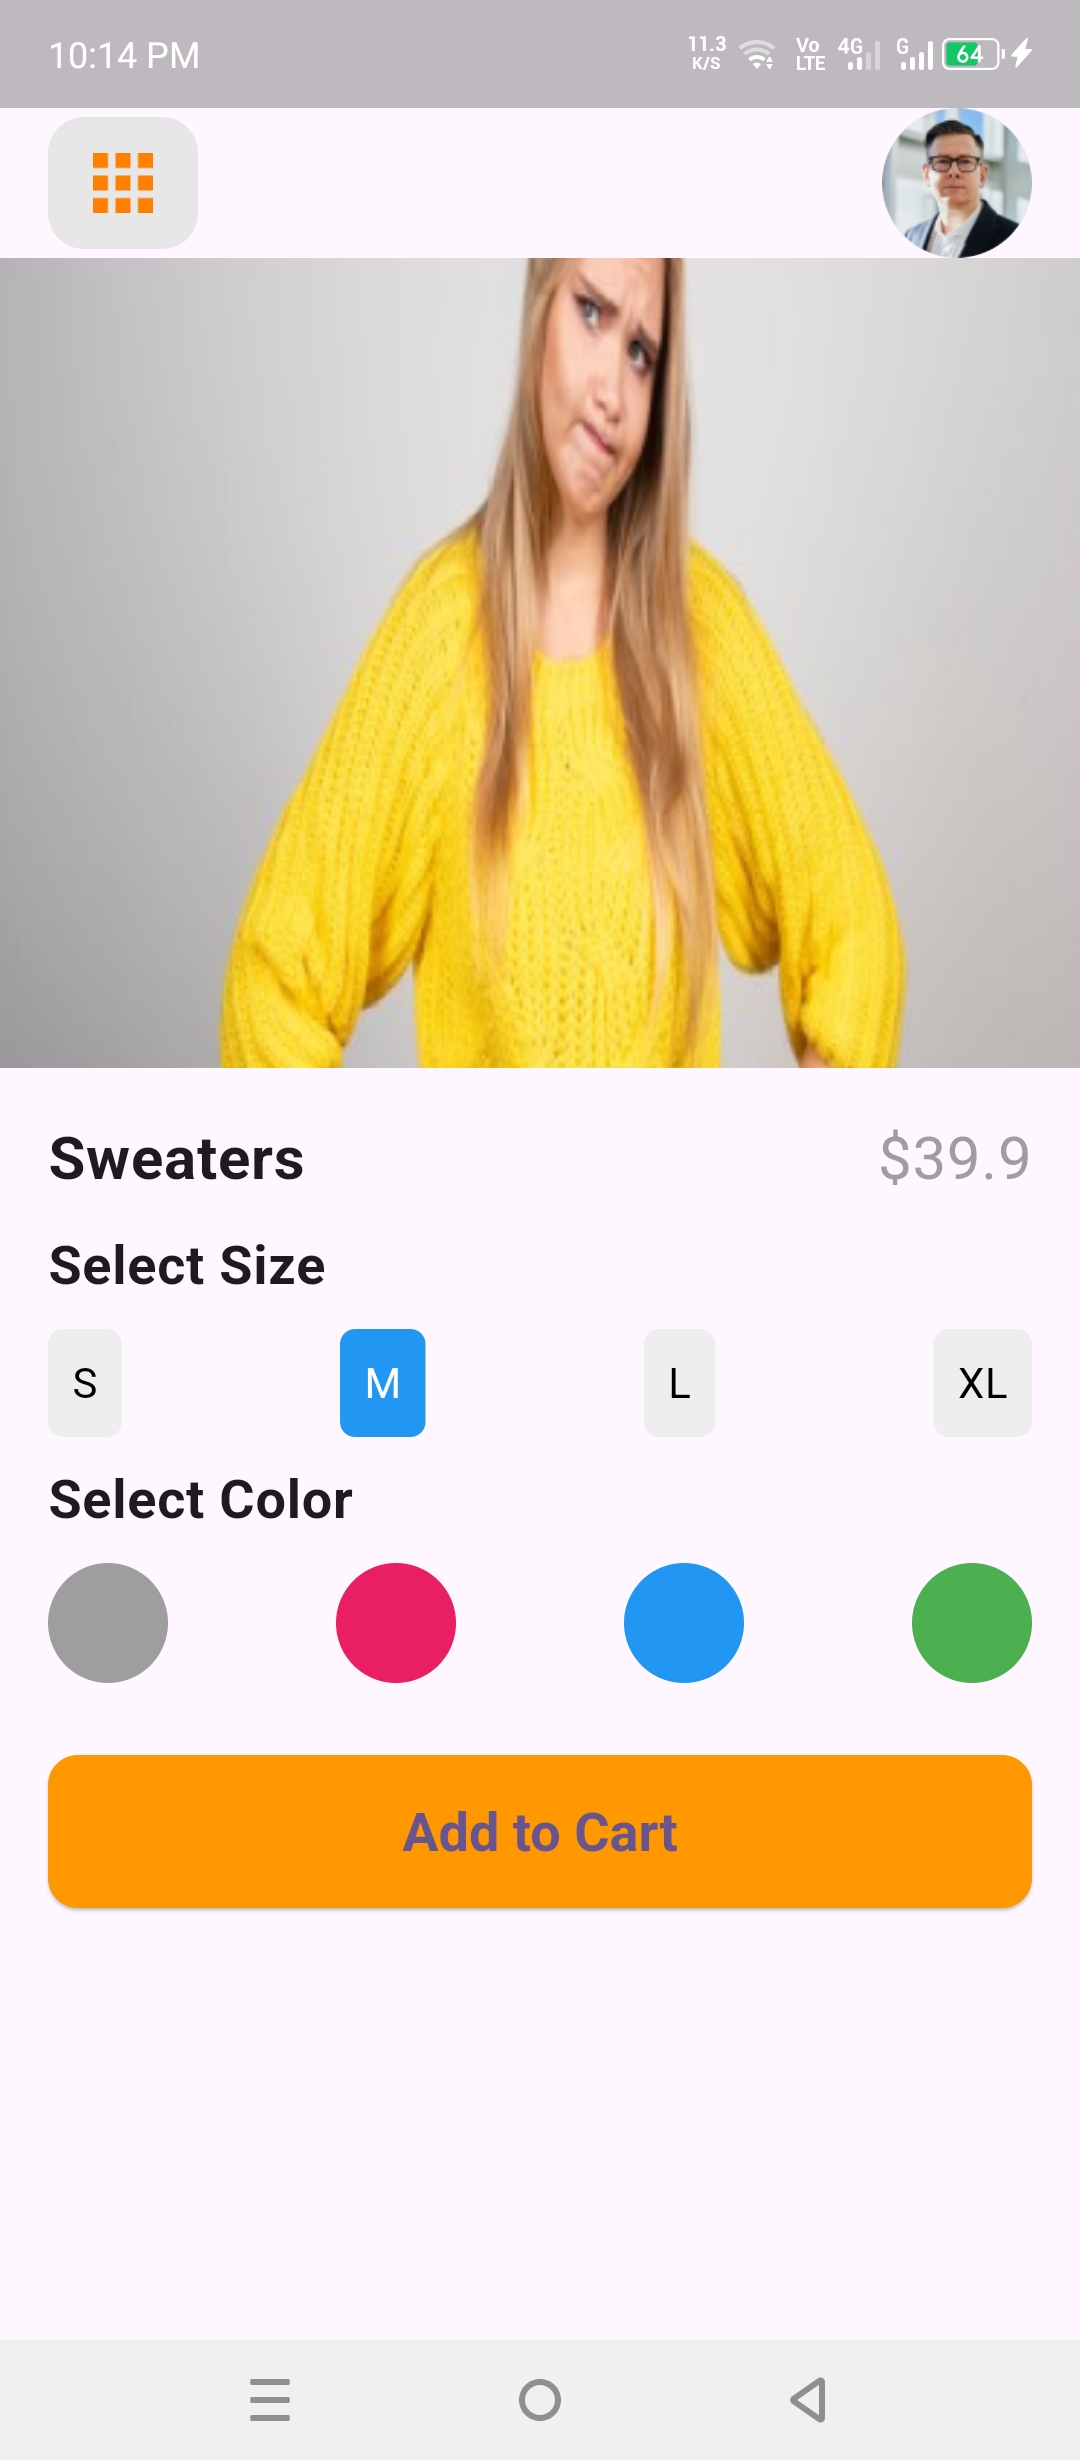 10:14 PM 11.3 K/S Vo LTE 4G G 64
Sweaters $39.9
Select Size
S M L XL
Select Color
Add to Cart